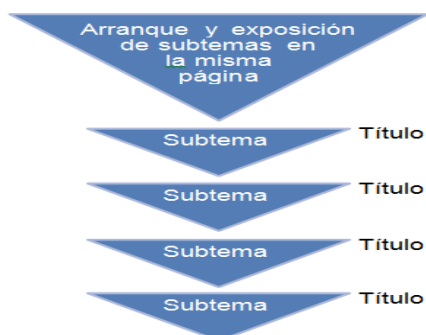 Arranque y exposición
de subtemas en
la misma
página
Subtema
Título
Subtema
Título
Subtema
Título
Subtema
Título